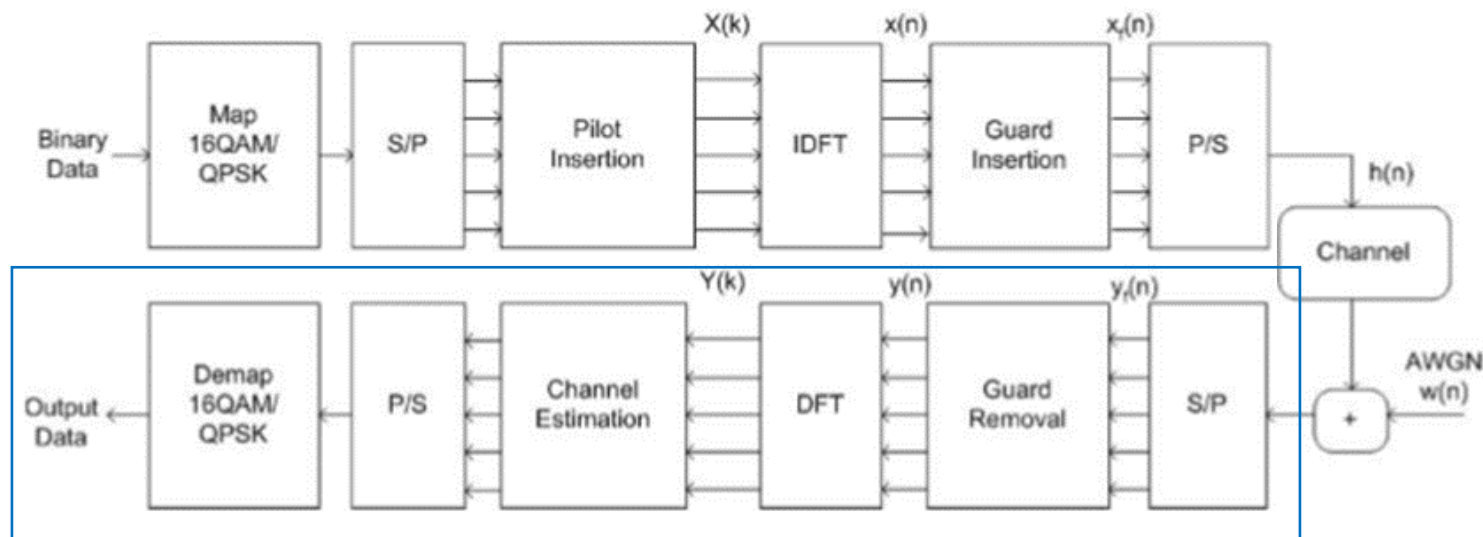 X(k)
x(n)
x_f(n)
Binary
Data
Map
16QAM/
QPSK
S/P
Pilot
Insertion
IDFT
Guard
Insertion
P/S
h(n)
Channel
Y(k)
y(n)
y_f(n)
Output
Data
Demap
16QAM/
QPSK
P/S
Channel
Estimation
DFT
Guard
Removal
S/P
+
AWGN
w(n)